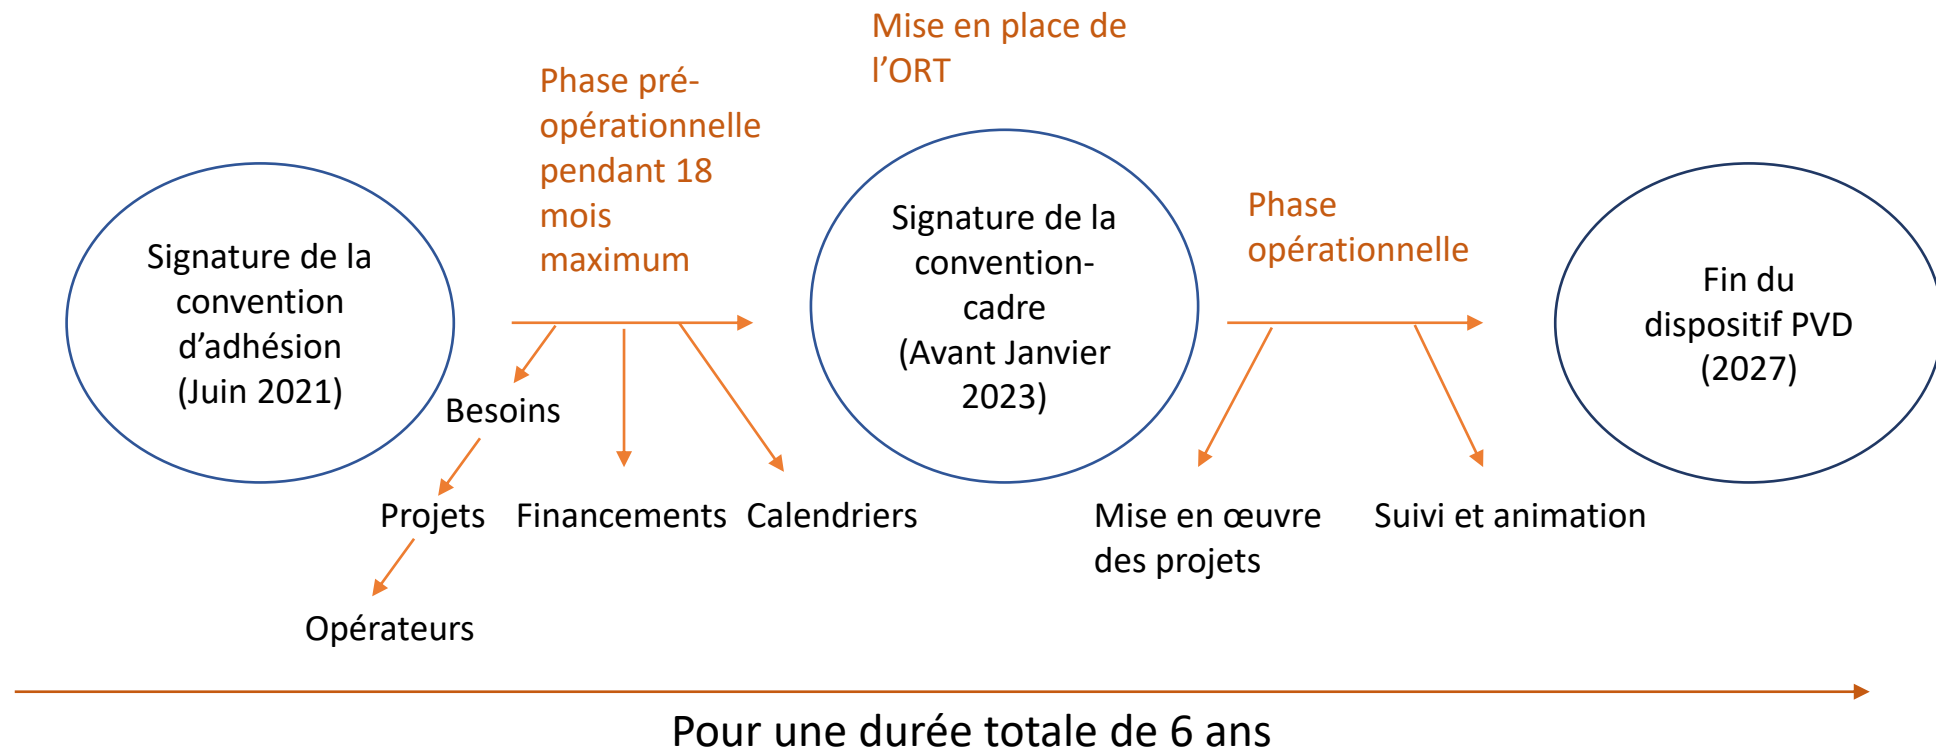 Mise en place de
l’ORT
Phase pré-
opérationnelle
pendant 18
mois
maximum
Signature de la
convention
d’adhésion
(Juin 2021)
Signature de la
convention-
cadre
(Avant Janvier
2023)
Phase
opérationnelle
Fin du
dispositif PVD
(2027)
Besoins
Projets
Financements
Calendriers
Opérateurs
Mise en œuvre
des projets
Suivi et animation
Pour une durée totale de 6 ans